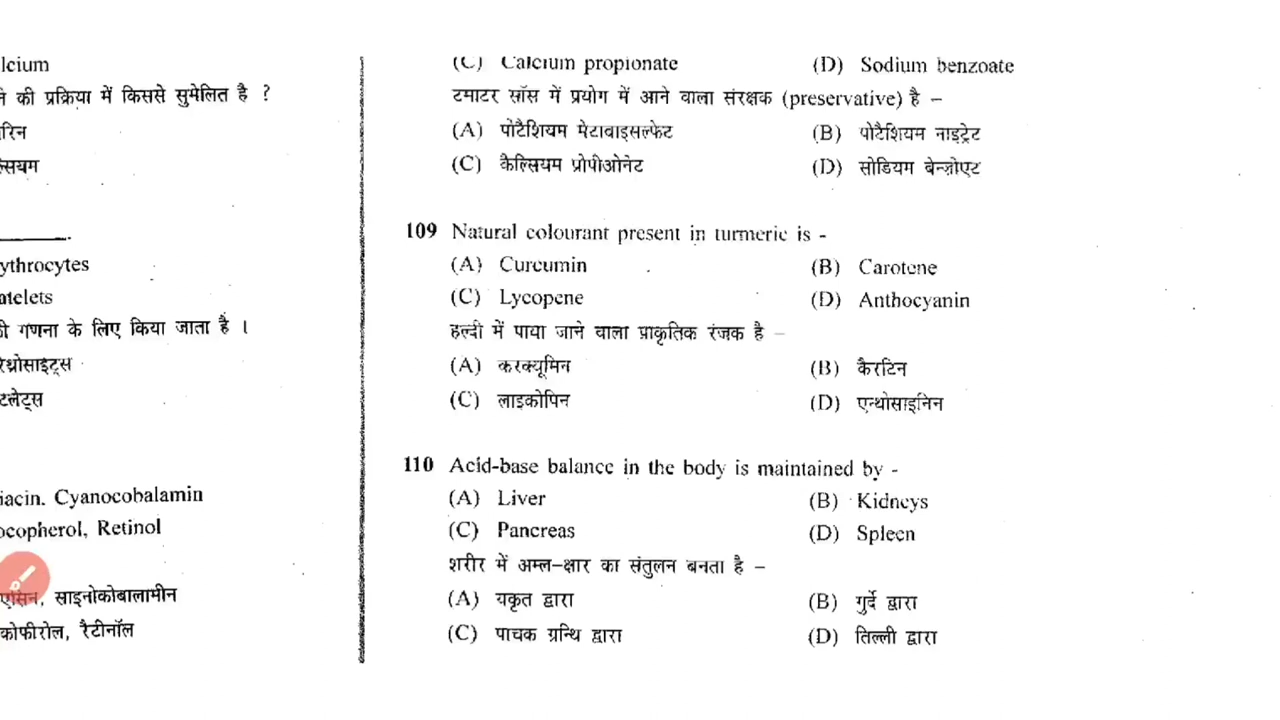 lcium
ने की प्रक्रिया में किससे सुमेलित है ?
रिन
ल्सियम
ythrocytes
atelets
की गणना के लिए किया जाता है ।
रेथ्रोसाइट्स
टलेट्स
iacin. Cyanocobalamin
ocopherol, Retinol
एसिन, साइनोकोबालामीन
कोफीरोल, रैटीनॉल
(C) Calcium propionate (D) Sodium benzoate
टमाटर सॉस में प्रयोग में आने वाला संरक्षक (preservative) है –
(A) पोटैशियम मेटाबाइसल्फेट (B) पोटैशियम नाइट्रेट
(C) कैल्सियम प्रोपीओनेट (D) सोडियम बेन्ज़ोएट
109 Natural colourant present in turmeric is -
(A) Curcumin (B) Carotene
(C) Lycopene (D) Anthocyanin
हल्दी में पाया जाने वाला प्राकृतिक रंजक है –
(A) करक्यूमिन (B) कैरटिन
(C) लाइकोपिन (D) एन्थोसाइनिन
110 Acid-base balance in the body is maintained by -
(A) Liver (B) Kidneys
(C) Pancreas (D) Spleen
शरीर में अम्ल-क्षार का संतुलन बनता है –
(A) यकृत द्वारा (B) गुर्दे द्वारा
(C) पाचक ग्रन्थि द्वारा (D) तिल्ली द्वारा